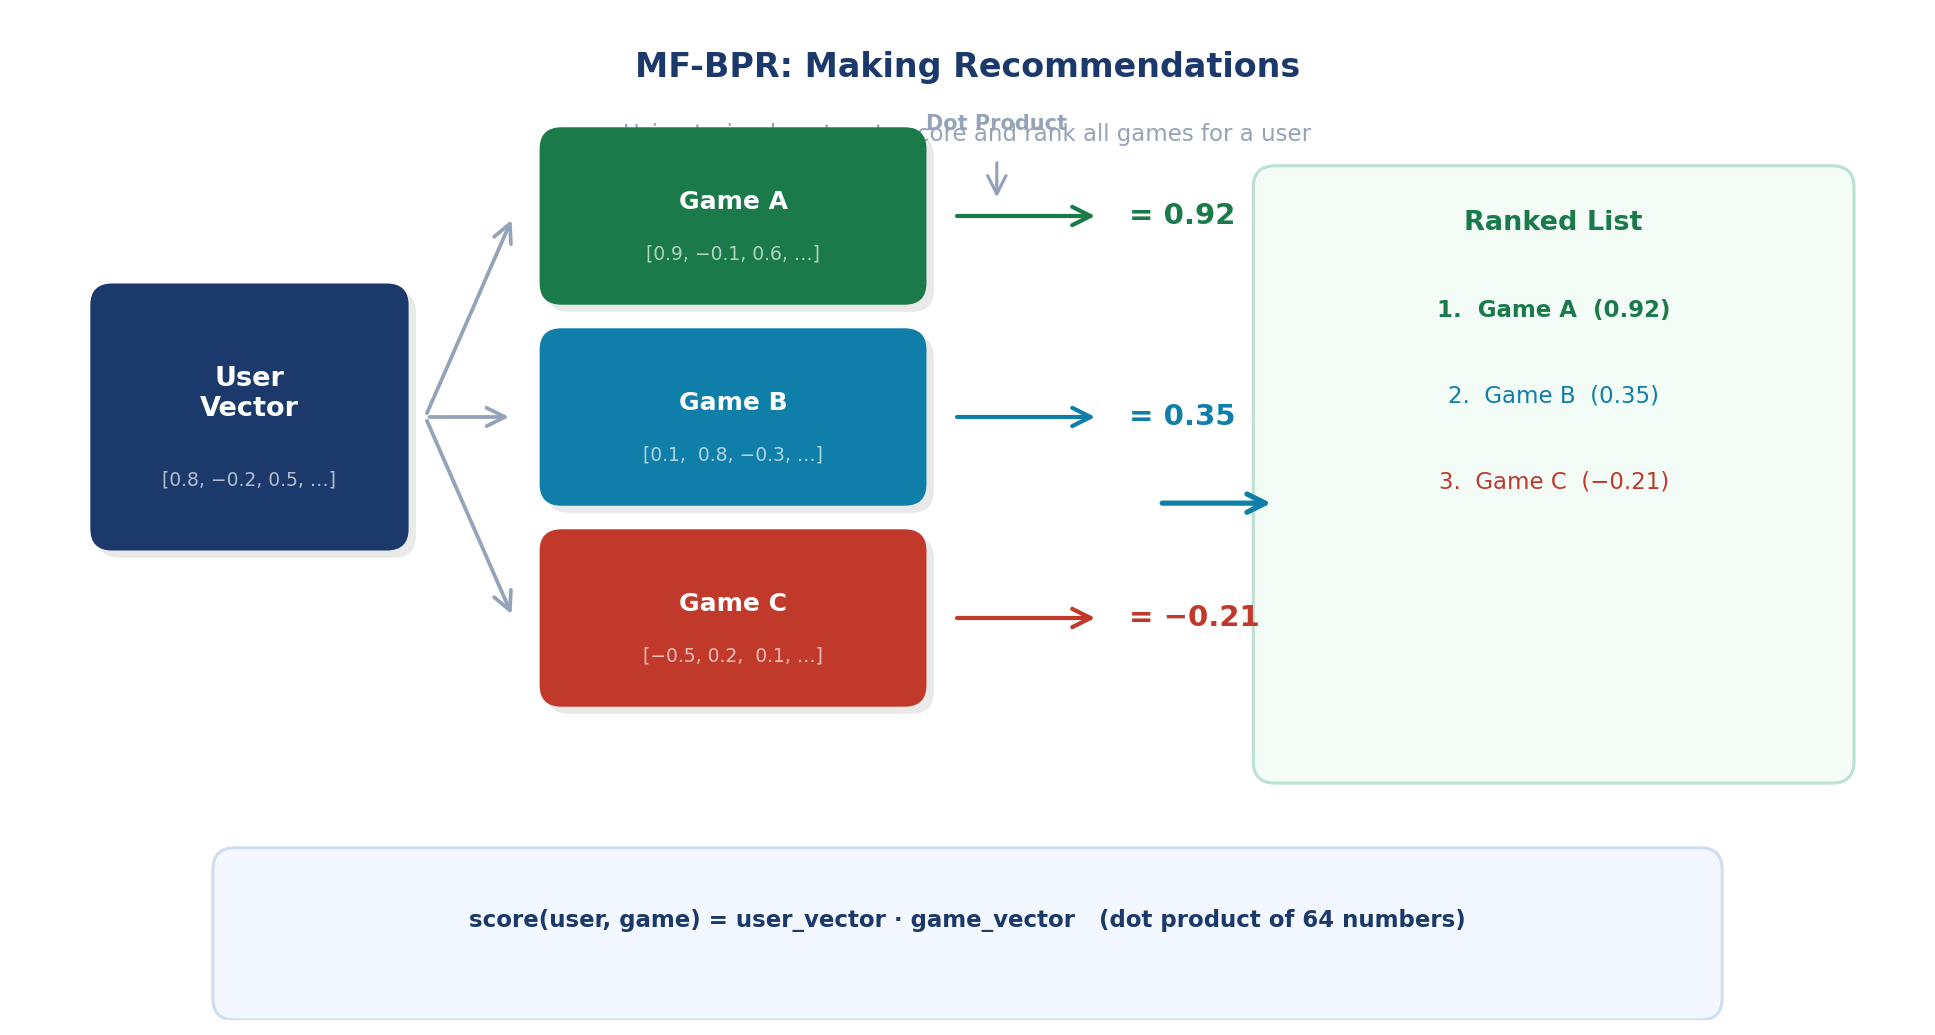 MF-BPR: Making Recommendations
Dot Product
core and rank all games for a user
Game A
[0.9, −0.1, 0.6, ...]
= 0.92
User
Vector
[0.8, −0.2, 0.5, ...]
Game B
[0.1,  0.8, −0.3, ...]
= 0.35
Game C
[−0.5, 0.2,  0.1, ...]
= −0.21
Ranked List
1.  Game A  (0.92)
2.  Game B  (0.35)
3.  Game C  (−0.21)
score(user, game) = user_vector · game_vector   (dot product of 64 numbers)